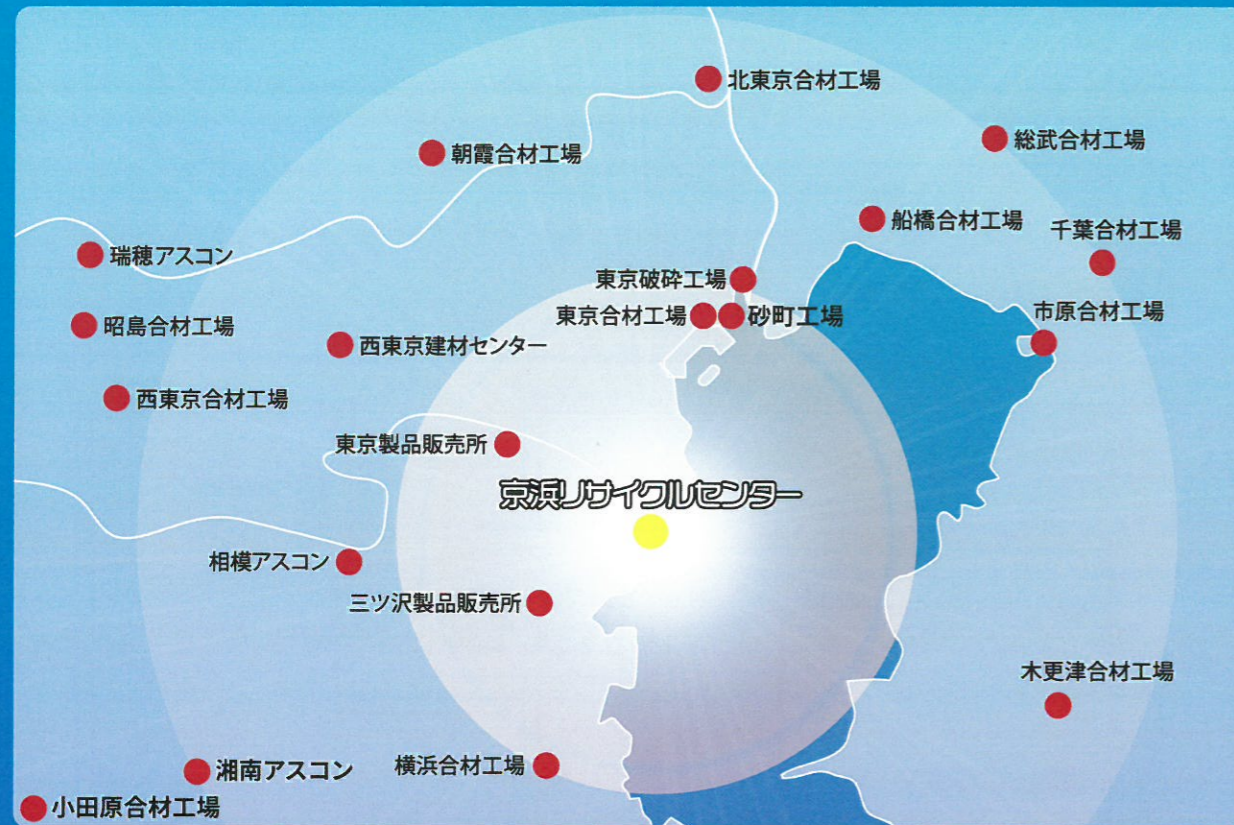 北東京合材工場
総武合材工場
朝霞合材工場
船橋合材工場
千葉合材工場
瑞穂アスコン
東京破砕工場
市原合材工場
昭島合材工場
東京合材工場
砂町工場
西東京建材センター
西東京合材工場
東京製品販売所
京浜リサイクルセンター
相模アスコン
三ツ沢製品販売所
木更津合材工場
湘南アスコン
横浜合材工場
小田原合材工場